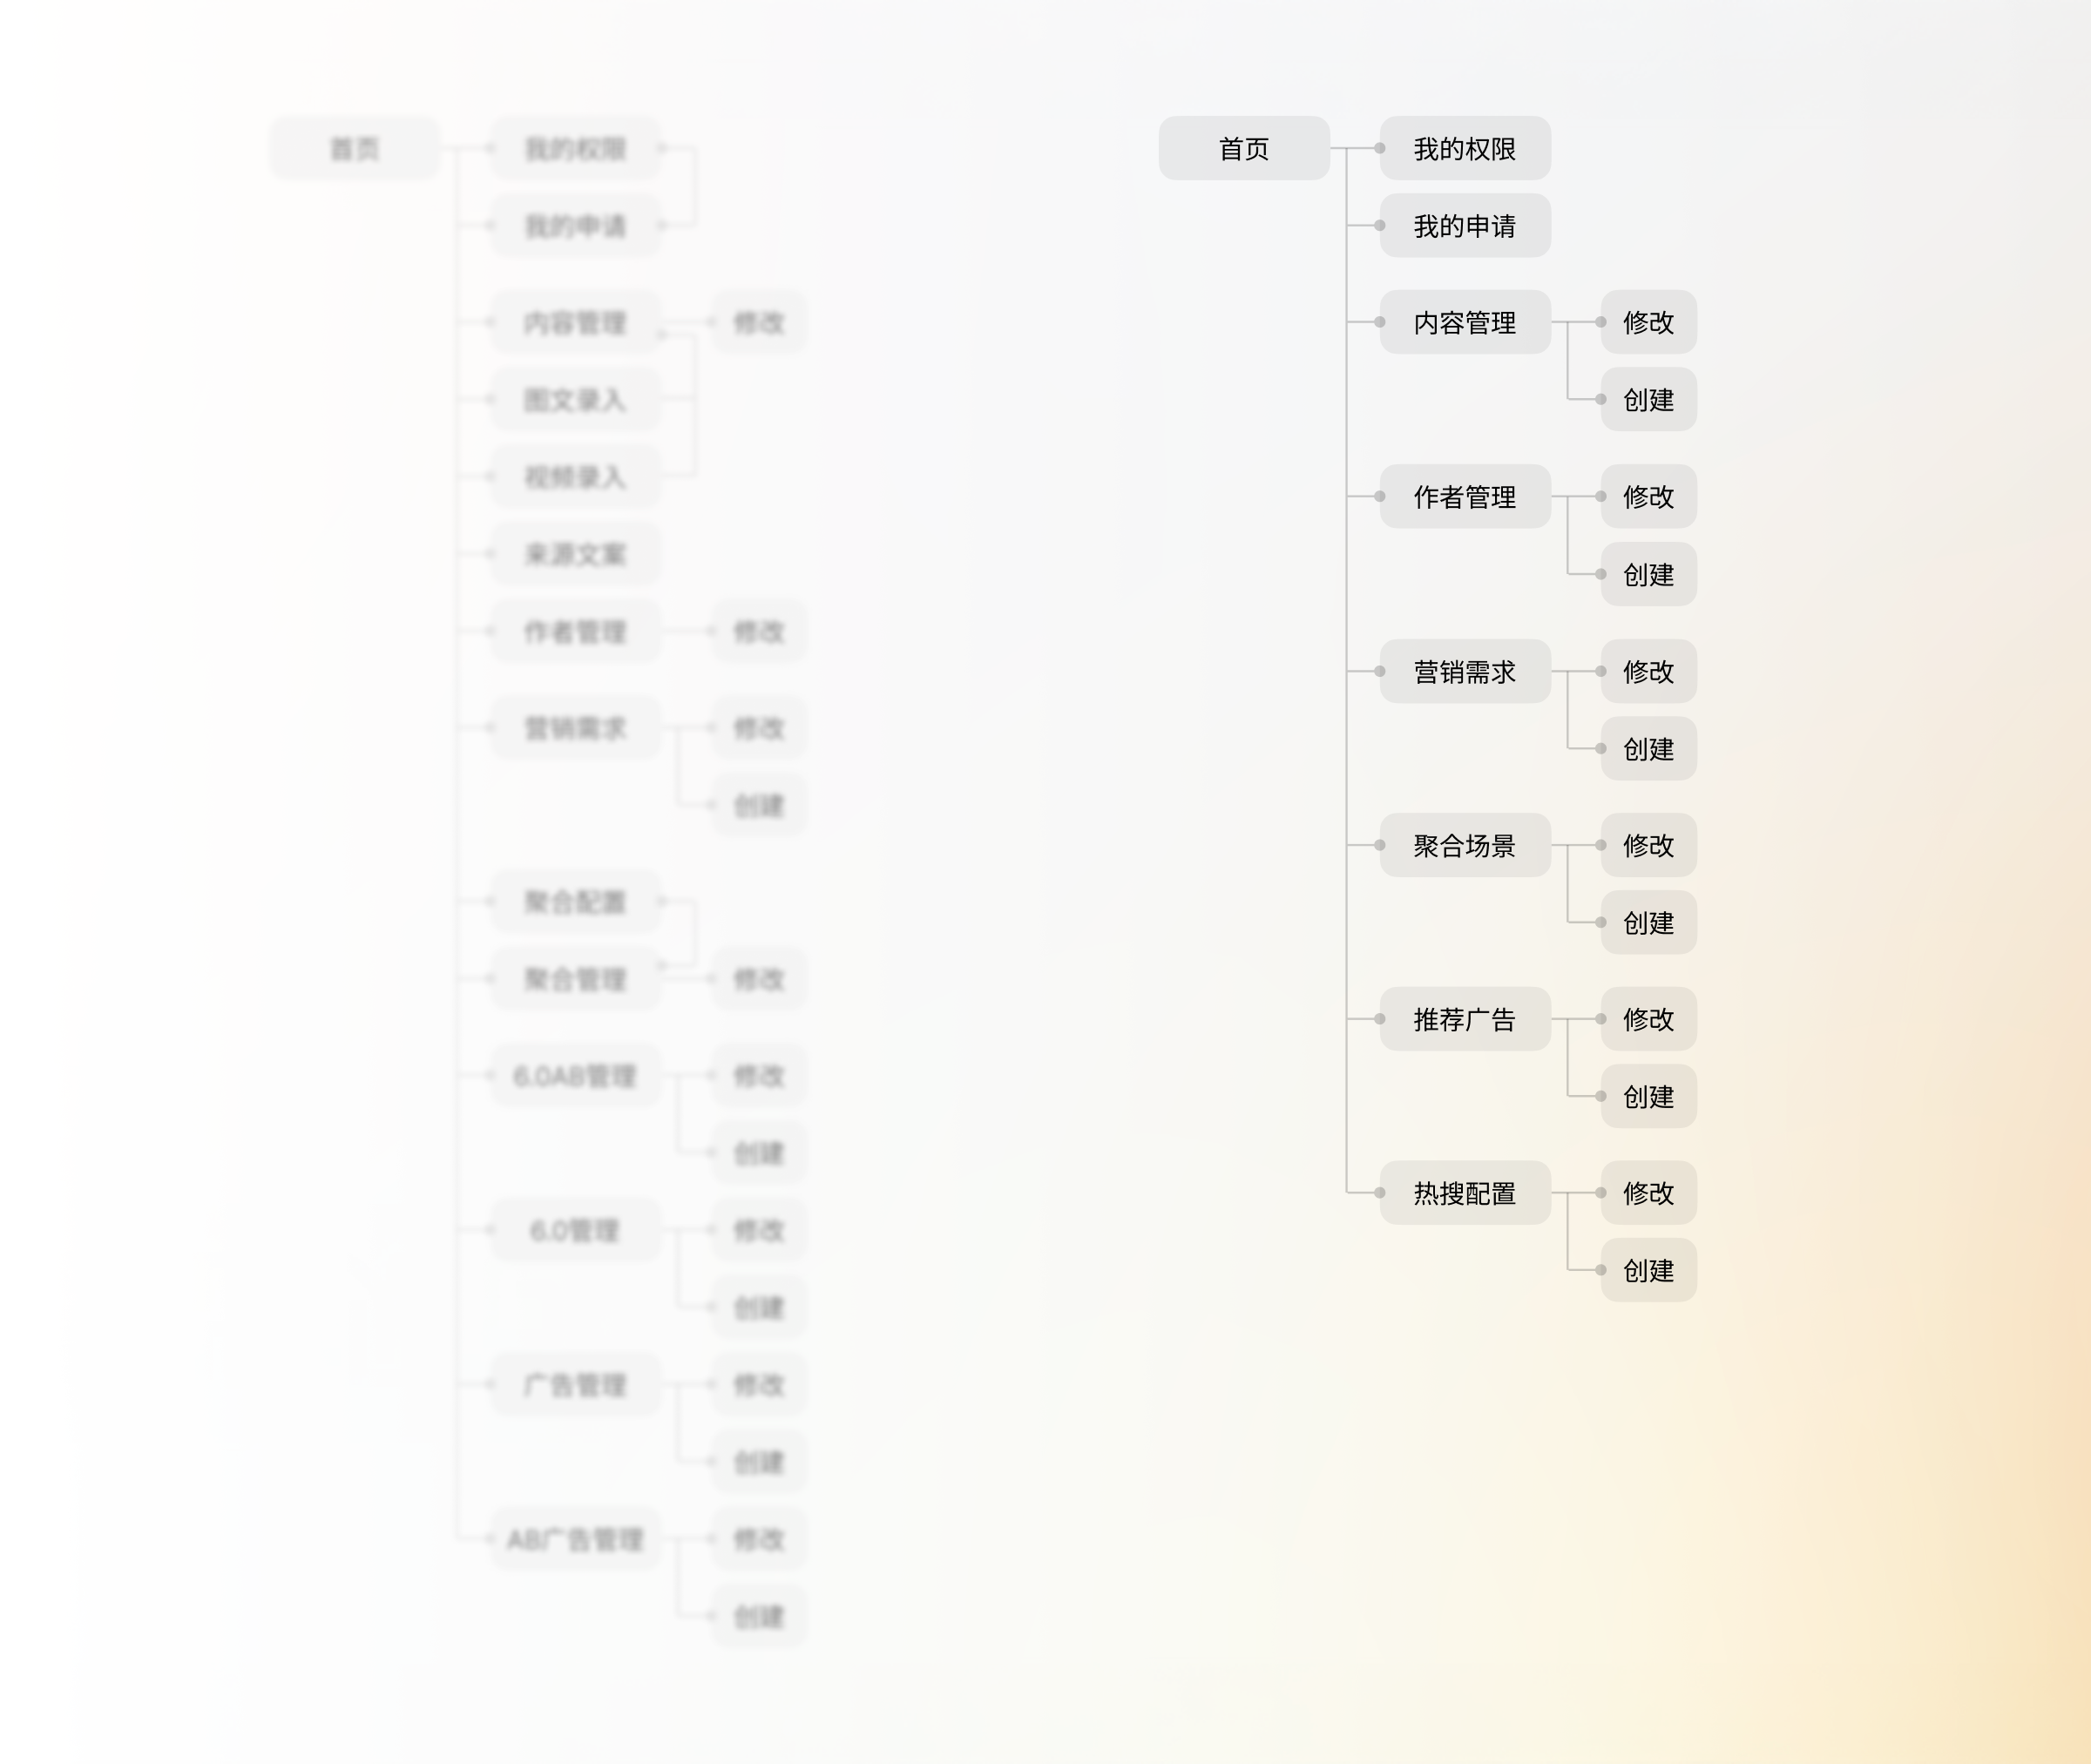 首页
我的权限
我的申请
内容管理
修改
图文录入
视频录入
来源文案
作者管理
修改
营销需求
修改
创建
聚合配置
聚合管理
修改
6.0AB管理
修改
创建
6.0管理
修改
创建
广告管理
修改
创建
AB广告管理
修改
创建
首页
我的权限
我的申请
内容管理
修改
创建
作者管理
修改
创建
营销需求
修改
创建
聚合场景
修改
创建
推荐广告
修改
创建
热搜配置
修改
创建